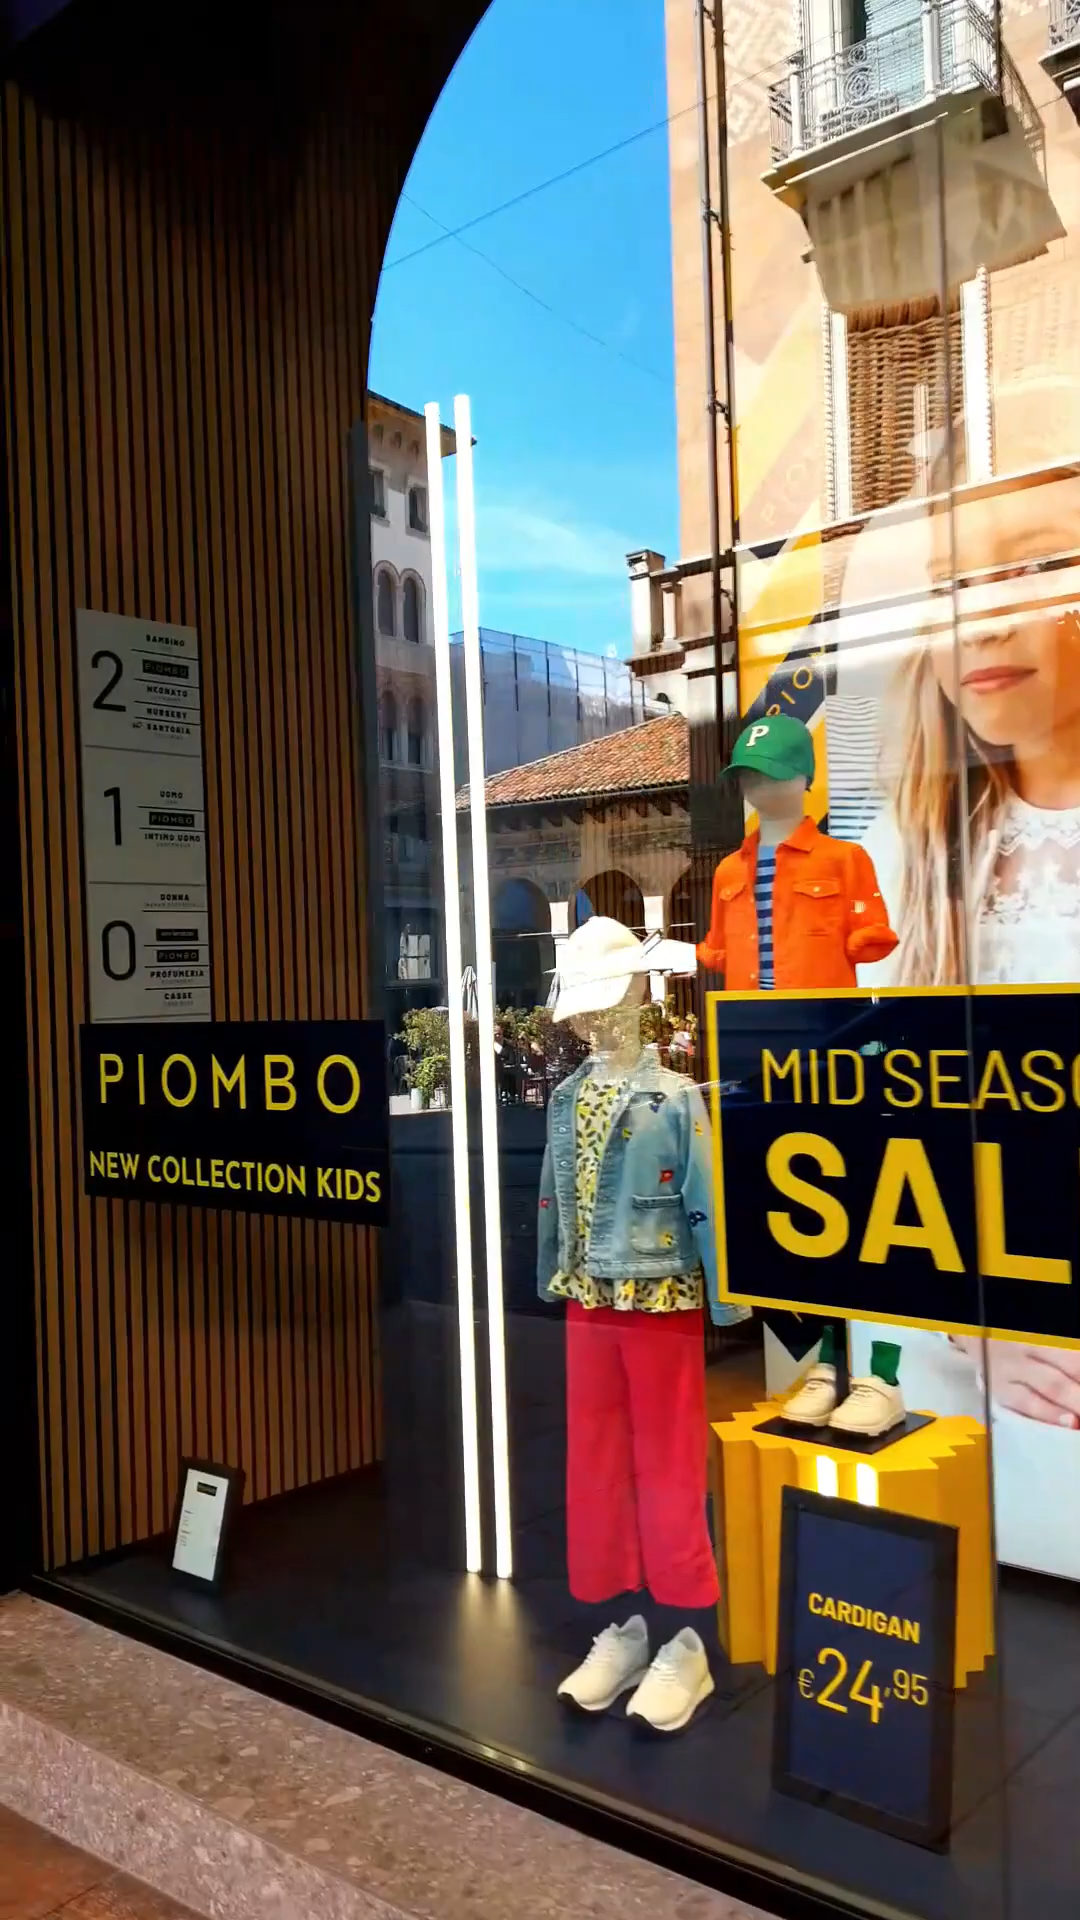 2
BAMBINO
PIOMBO
NEONATO
NURSERY
SARTORIA
1
UOMO
PIOMBO
INTIMO UOMO
0
DONNA
PIOMBO
PROFUMERIA
CASSE
PIOMBO
NEW COLLECTION KIDS
P
MID SEASO
SAL
CARDIGAN
€24,95